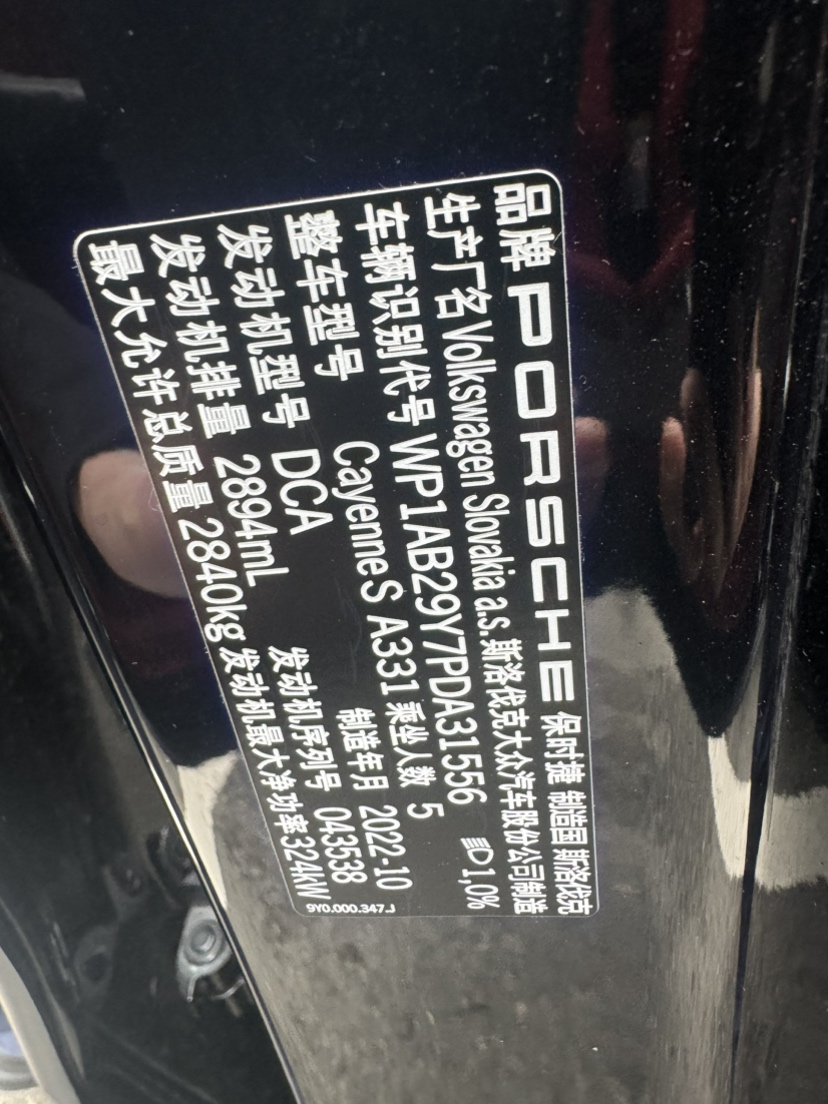 品牌 PORSCHE 保时捷 制造国 斯洛伐克
生产厂名 Volkswagen Slovakia a.s.斯洛伐克大众汽车股份公司制造
车辆识别代号 WP1AB29Y7PDA31556 1,0%
整车型号 CayenneS A331 乘坐人数 5
发动机型号 DCA 制造年月 2022-10
发动机排量 2894mL 发动机序列号 043538
最大允许总质量 2840kg 发动机最大净功率 324kW
9Y0.000.347.J